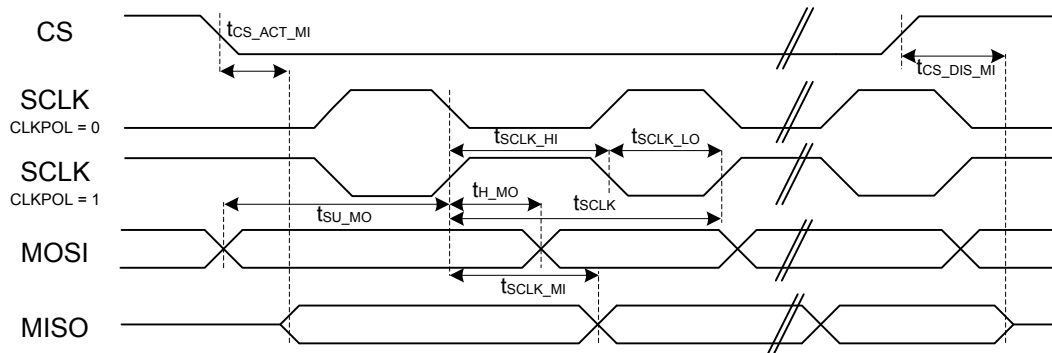 CS
tCS_ACT_MI
tCS_DIS_MI
SCLK
CLKPOL = 0
tSCLK_HI
tSCLK_LO
SCLK
CLKPOL = 1
tSU_MO
tH_MO
tSCLK
MOSI
tSCLK_MI
MISO